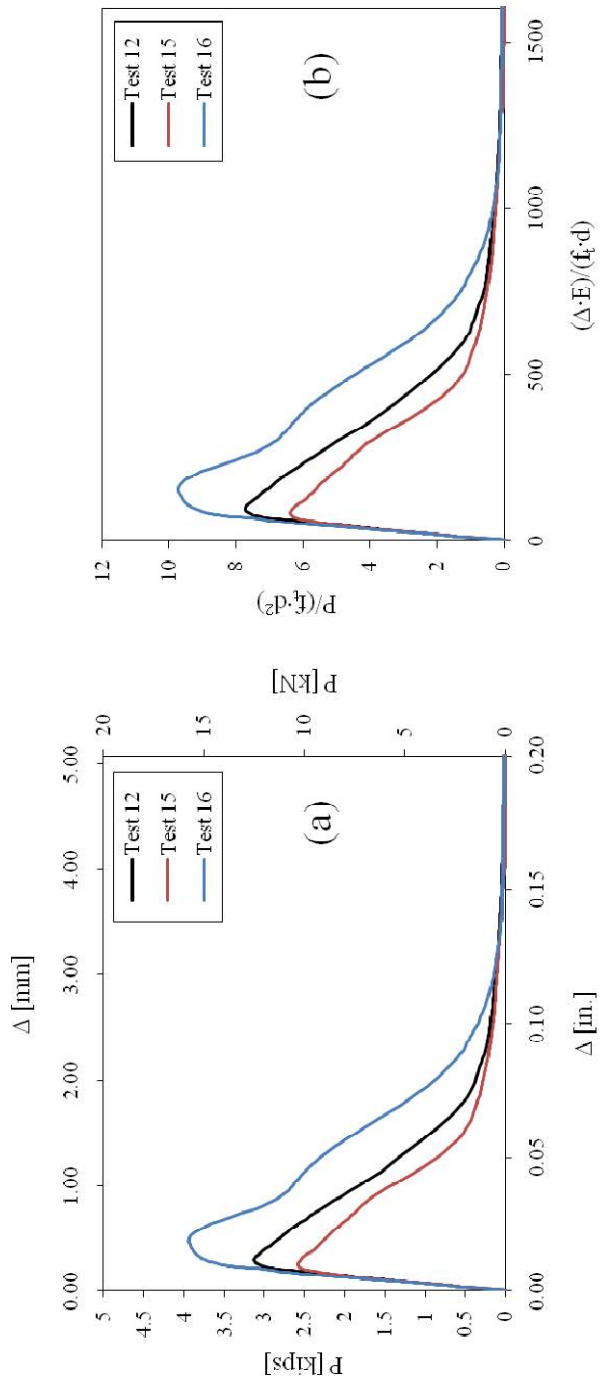 Δ [mm]
0.00 1.00 2.00 3.00 4.00 5.00
5
4.5
4
3.5
3
2.5
2
1.5
1
0.5
0
P [kips]
20
15
10
5
0
P [kN]
Test 12
Test 15
Test 16
(a)
0.00 0.05 0.10 0.15 0.20
Δ [in.]
12
10
8
6
4
2
0
P/(fₜ·d²)
Test 12
Test 15
Test 16
(b)
0 500 1000 1500
(Δ·E)/(fₜ·d)